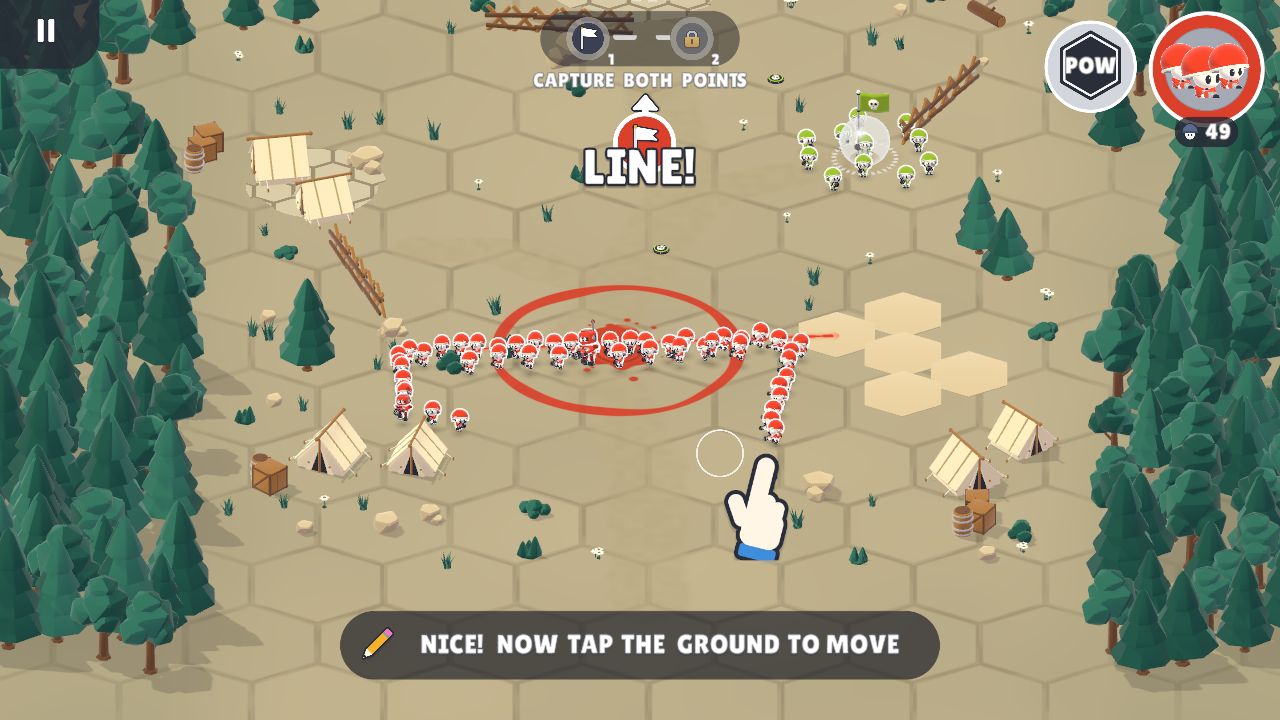 1
2
CAPTURE BOTH POINTS
POW
49
LINE!
NICE! NOW TAP THE GROUND TO MOVE